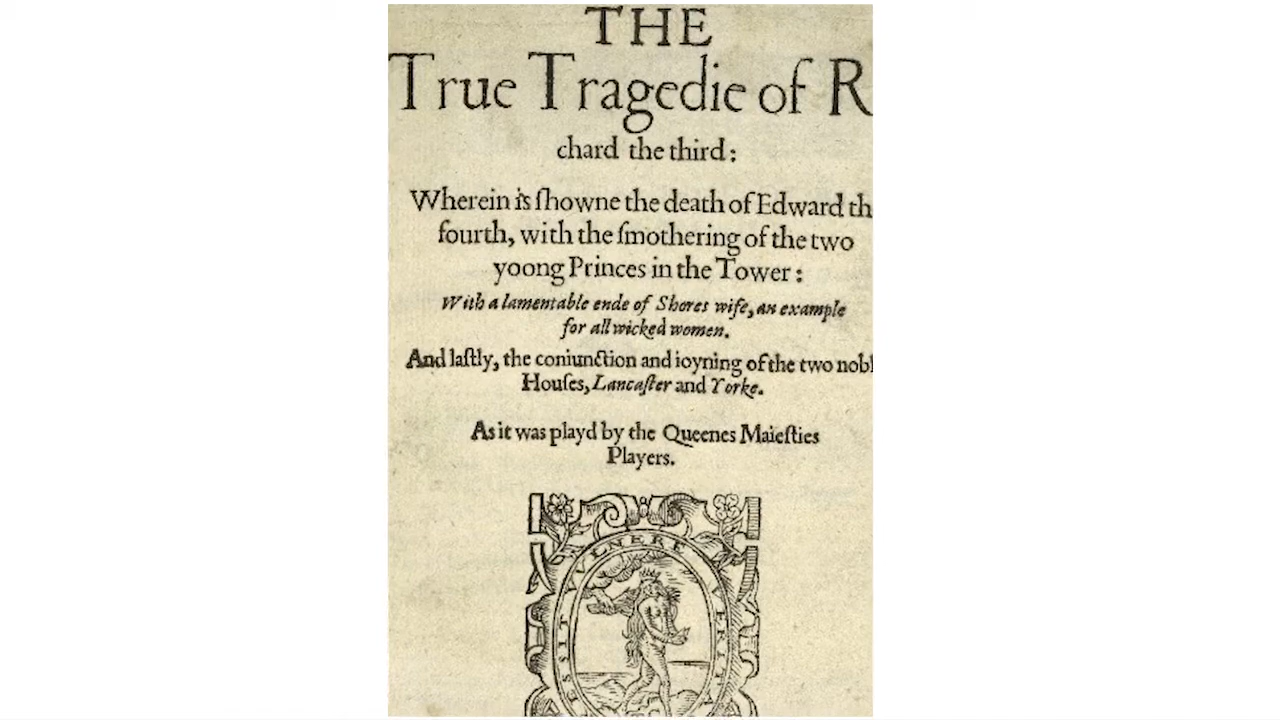 THE
True Tragedie of R
chard the third:
Wherein is ſhowne the death of Edward th
fourth, with the ſmothering of the two
yoong Princes in the Tower:
With a lamentable ende of Shores wife, an example
for all wicked women.
And laſtly, the coniunction and ioyning of the two nobl
Houſes, Lancaſter and Yorke.
As it was playd by the Queenes Maieſties
Players.
ESSIT VVLNERE VERI